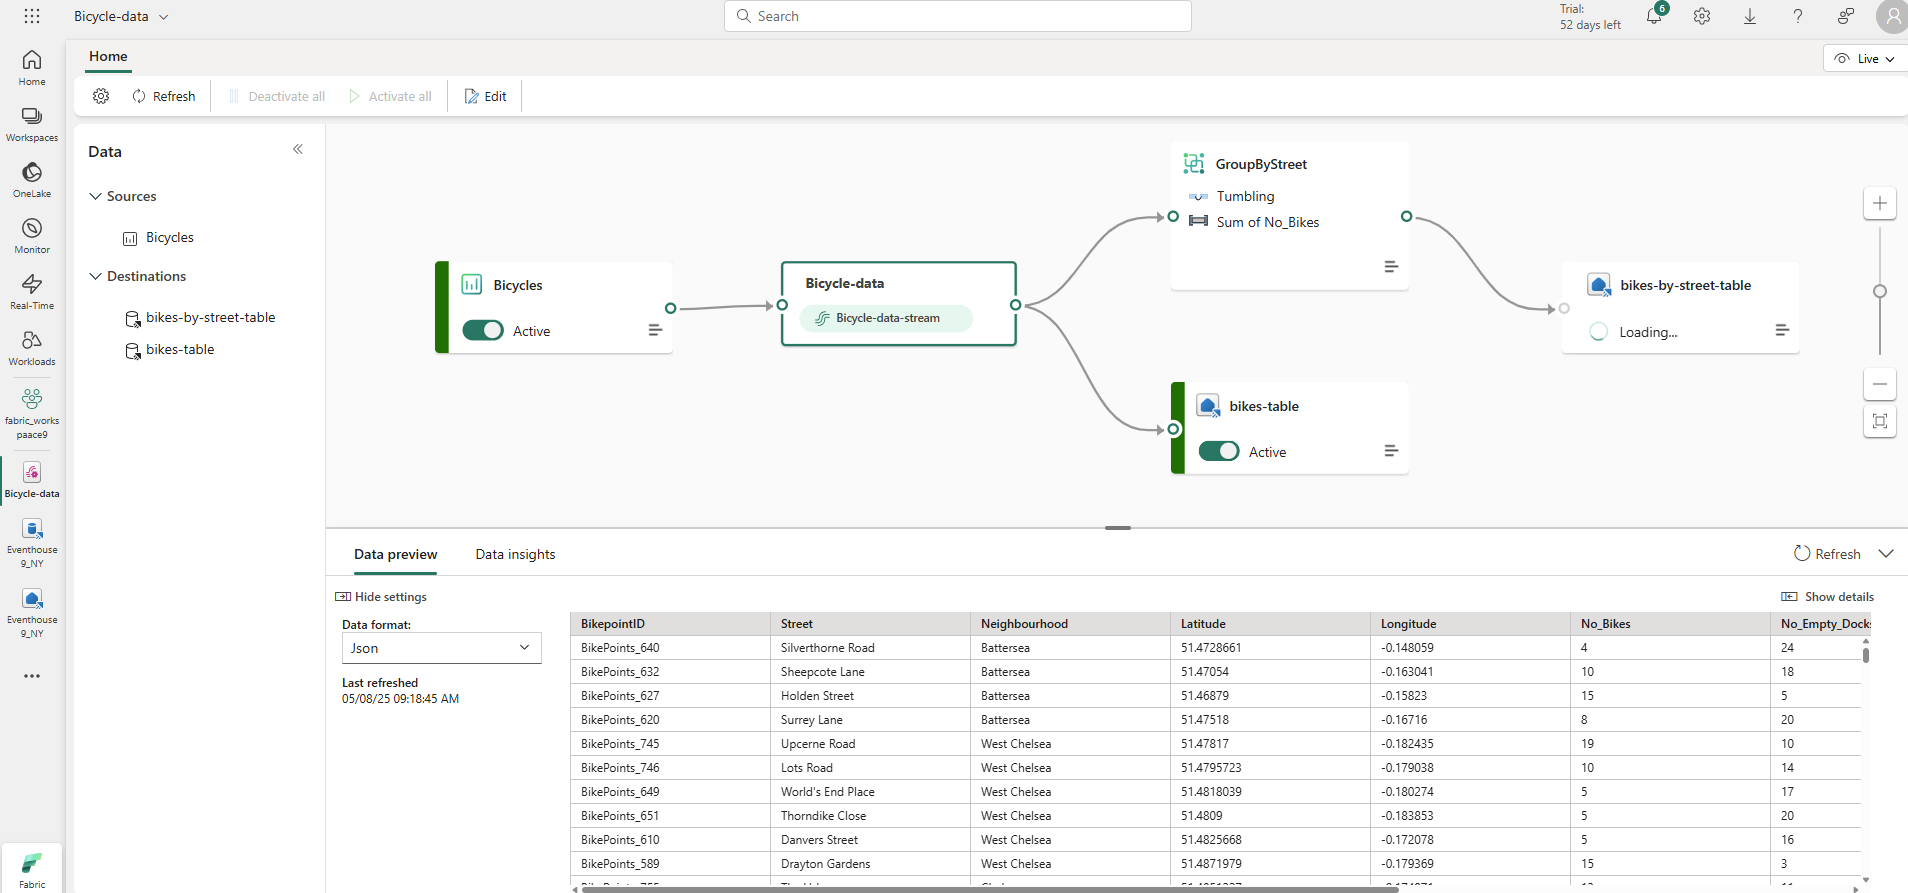 Bicycle-data
Search
Trial:
52 days left
6
Home
Live
Refresh
Deactivate all
Activate all
Edit
Home
Workspaces
OneLake
Monitor
Real-Time
Workloads
fabric_works
paace9
Bicycle-data
Eventhouse
9_NY
Eventhouse
9_NY
Fabric
Data
Sources
Bicycles
Destinations
bikes-by-street-table
bikes-table
Bicycles
Active
Bicycle-data
Bicycle-data-stream
GroupByStreet
Tumbling
Sum of No_Bikes
bikes-by-street-table
Loading...
bikes-table
Active
Data preview
Data insights
Refresh
Hide settings
Show details
Data format:
Json
Last refreshed
05/08/25 09:18:45 AM
BikepointID Street Neighbourhood Latitude Longitude No_Bikes No_Empty_Docks
BikePoints_640 Silverthorne Road Battersea 51.4728661 -0.148059 4 24
BikePoints_632 Sheepcote Lane Battersea 51.47054 -0.163041 10 18
BikePoints_627 Holden Street Battersea 51.46879 -0.15823 15 5
BikePoints_620 Surrey Lane Battersea 51.47518 -0.16716 8 20
BikePoints_745 Upcerne Road West Chelsea 51.47817 -0.182435 19 10
BikePoints_746 Lots Road West Chelsea 51.4795723 -0.179038 10 14
BikePoints_649 World's End Place West Chelsea 51.4818039 -0.180274 5 17
BikePoints_651 Thorndike Close West Chelsea 51.4809 -0.183853 5 20
BikePoints_610 Danvers Street West Chelsea 51.4825668 -0.172078 5 16
BikePoints_589 Drayton Gardens West Chelsea 51.4871979 -0.179369 15 3